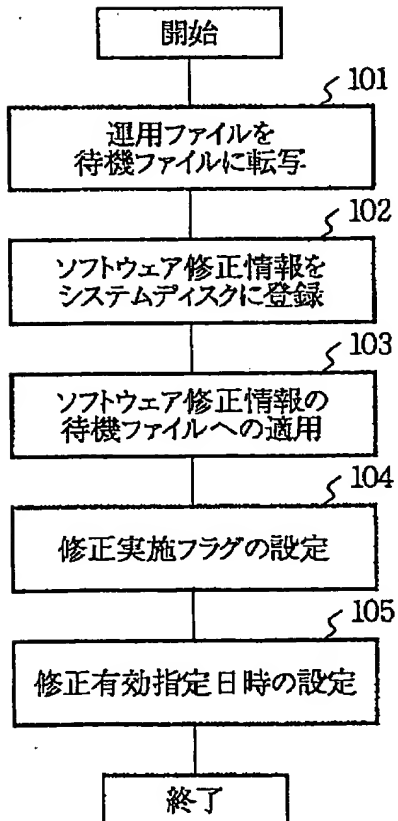 開始
101
運用ファイルを
待機ファイルに転写
102
ソフトウェア修正情報を
システムディスクに登録
103
ソフトウェア修正情報の
待機ファイルへの適用
104
修正実施フラグの設定
105
修正有効指定日時の設定
終了